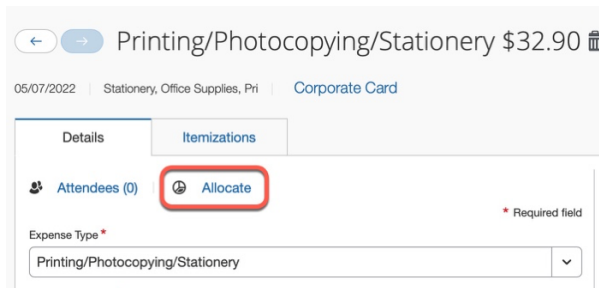 Printing/Photocopying/Stationery $32.90
05/07/2022 Stationery, Office Supplies, Pri Corporate Card
Details Itemizations
Attendees (0) Allocate
* Required field
Expense Type *
Printing/Photocopying/Stationery